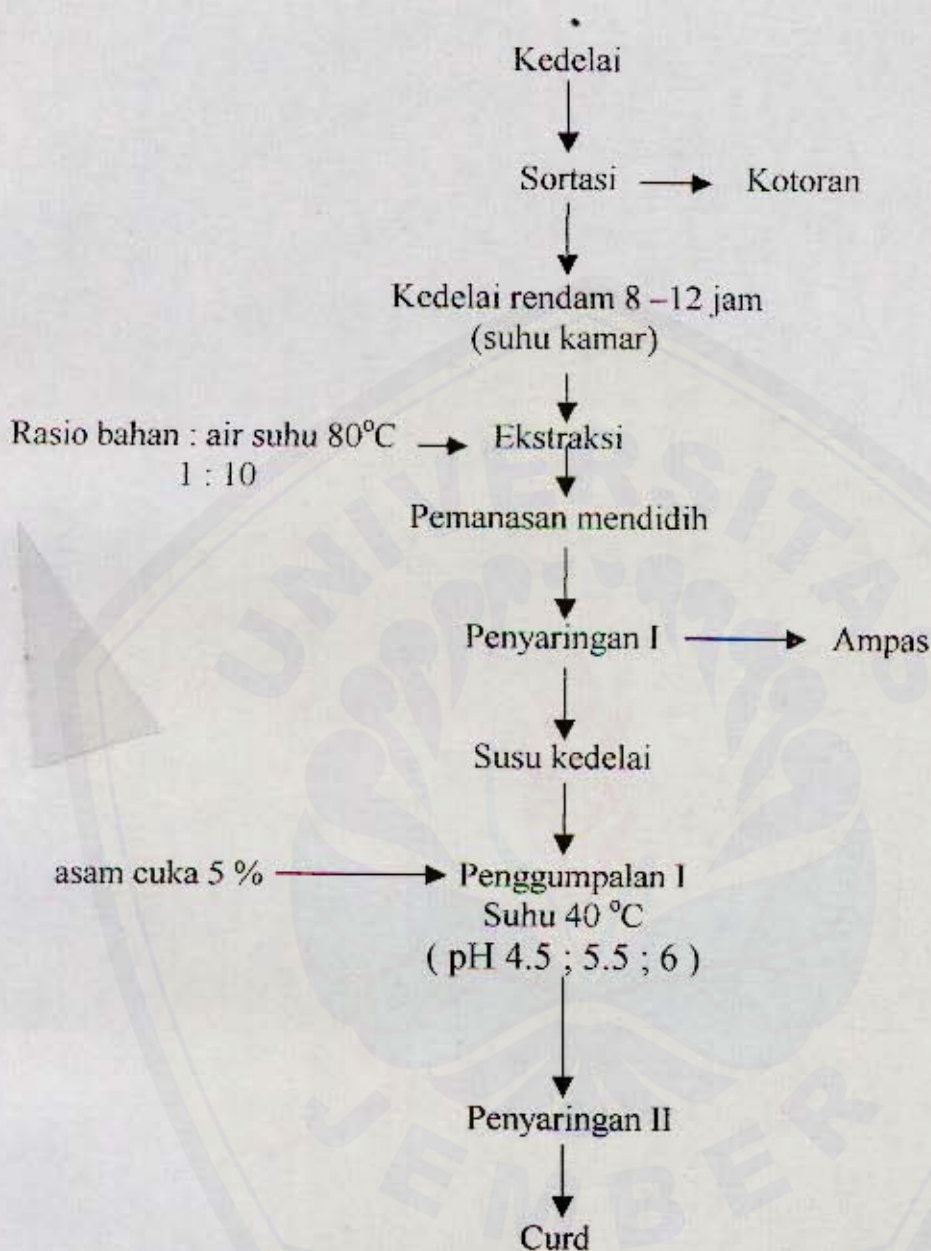 Kedelai
Sortasi
Kotoran
Kedelai rendam 8 –12 jam
(suhu kamar)
Rasio bahan : air suhu 80°C
1 : 10
Ekstraksi
Pemanasan mendidih
Penyaringan I
Ampas
Susu kedelai
asam cuka 5 %
Penggumpalan I
Suhu 40 °C
( pH 4.5 ; 5.5 ; 6 )
Penyaringan II
Curd
UNIVERSITAS
JEMBER